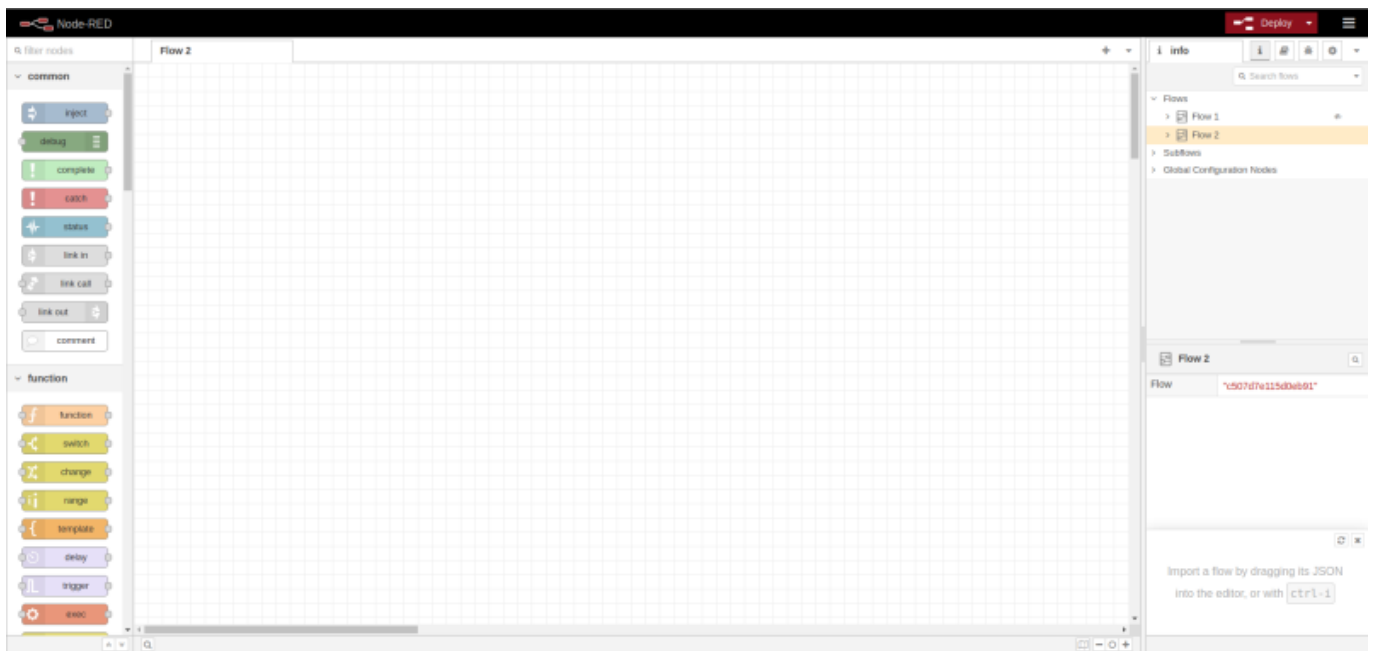 Node-RED
Deploy
filter nodes
Flow 2
info
common
Search flows
Flows
Flow 1
Flow 2
Subflows
Global Configuration Nodes
inject
debug
complete
catch
status
link in
link call
link out
comment
Flow 2
function
Flow "c507d7e115d0eb91"
function
switch
change
range
template
delay
trigger
exec
Import a flow by dragging its JSON
into the editor, or with ctrl-i